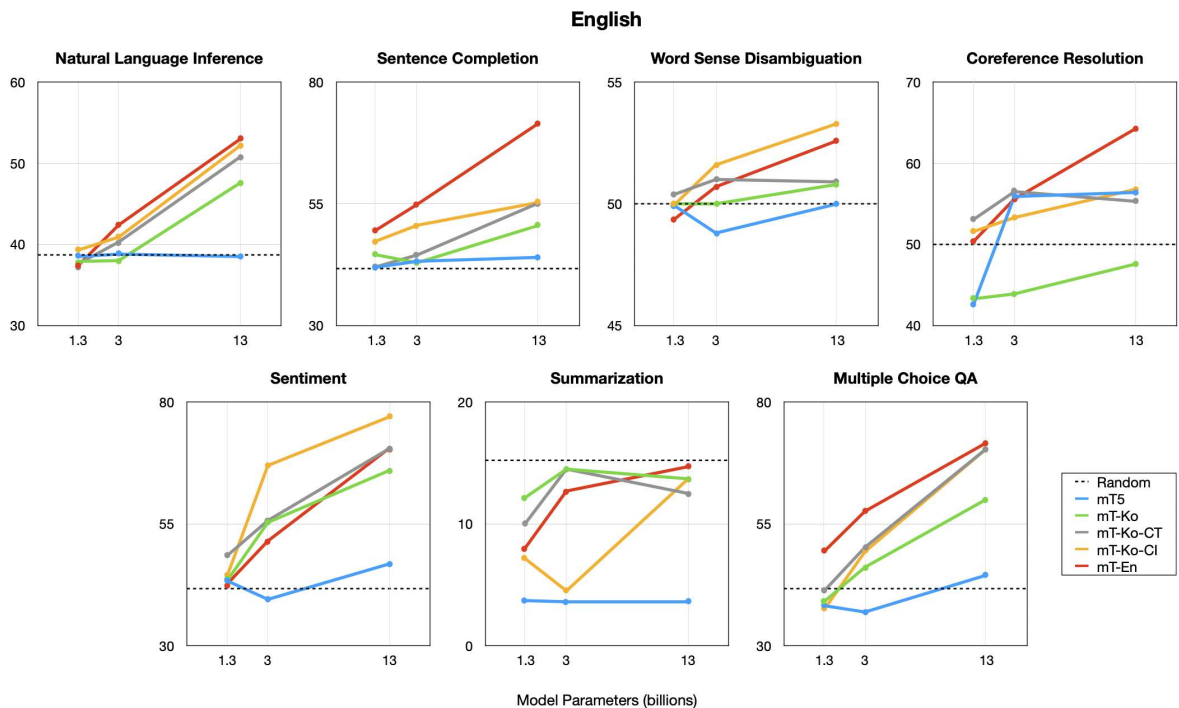 English
Natural Language Inference
Sentence Completion
Word Sense Disambiguation
Coreference Resolution
60
50
40
30
1.3
3
13
80
55
30
1.3
3
13
55
50
45
1.3
3
13
70
60
50
40
1.3
3
13
Sentiment
Summarization
Multiple Choice QA
80
55
30
1.3
3
13
20
10
0
1.3
3
13
80
55
30
1.3
3
13
Random
mT5
mT-Ko
mT-Ko-CT
mT-Ko-CI
mT-En
Model Parameters (billions)